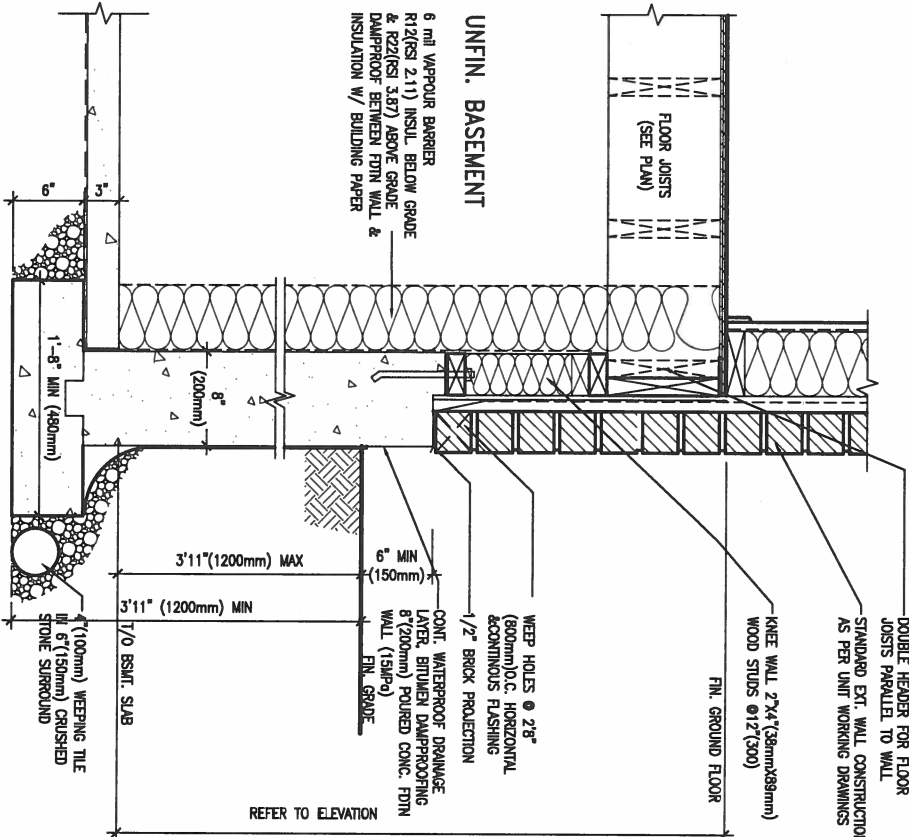 DOUBLE HEADER FOR FLOOR
JOISTS PARALLEL TO WALL
STANDARD EXT. WALL CONSTRUCTION
AS PER UNIT WORKING DRAWINGS
KNEE WALL 2"X4"(38mmX89mm)
WOOD STUDS @12"(300)
FIN. GROUND FLOOR
FLOOR JOISTS
(SEE PLAN)
UNFIN. BASEMENT
6 mil VAPPOUR BARRIER
R12(RSI 2.11) INSUL BELOW GRADE
& R22(RSI 3.87) ABOVE GRADE
DAMPPROOF BETWEEN FDTN WALL &
INSULATION W/ BUILDING PAPER
WEEP HOLES @ 2'8"
(800mm)O.C. HORIZONTAL
&CONTINOUS FLASHING
1/2" BRICK PROJECTION
CONT. WATERPROOF DRAINAGE
LAYER, BITUMEN DAMPPROOFING
8"(200mm) POURED CONC. FDTN
WALL (15MPa)
FIN. GRADE
6" MIN
(150mm)
3'11"(1200mm) MAX
3'11" (1200mm) MIN
REFER TO ELEVATION
8"
(200mm)
T/O BSMT. SLAB
3"
6"
1'-8" MIN (480mm)
4"(100mm) WEEPING TILE
IN 6"(150mm) CRUSHED
STONE SURROUND